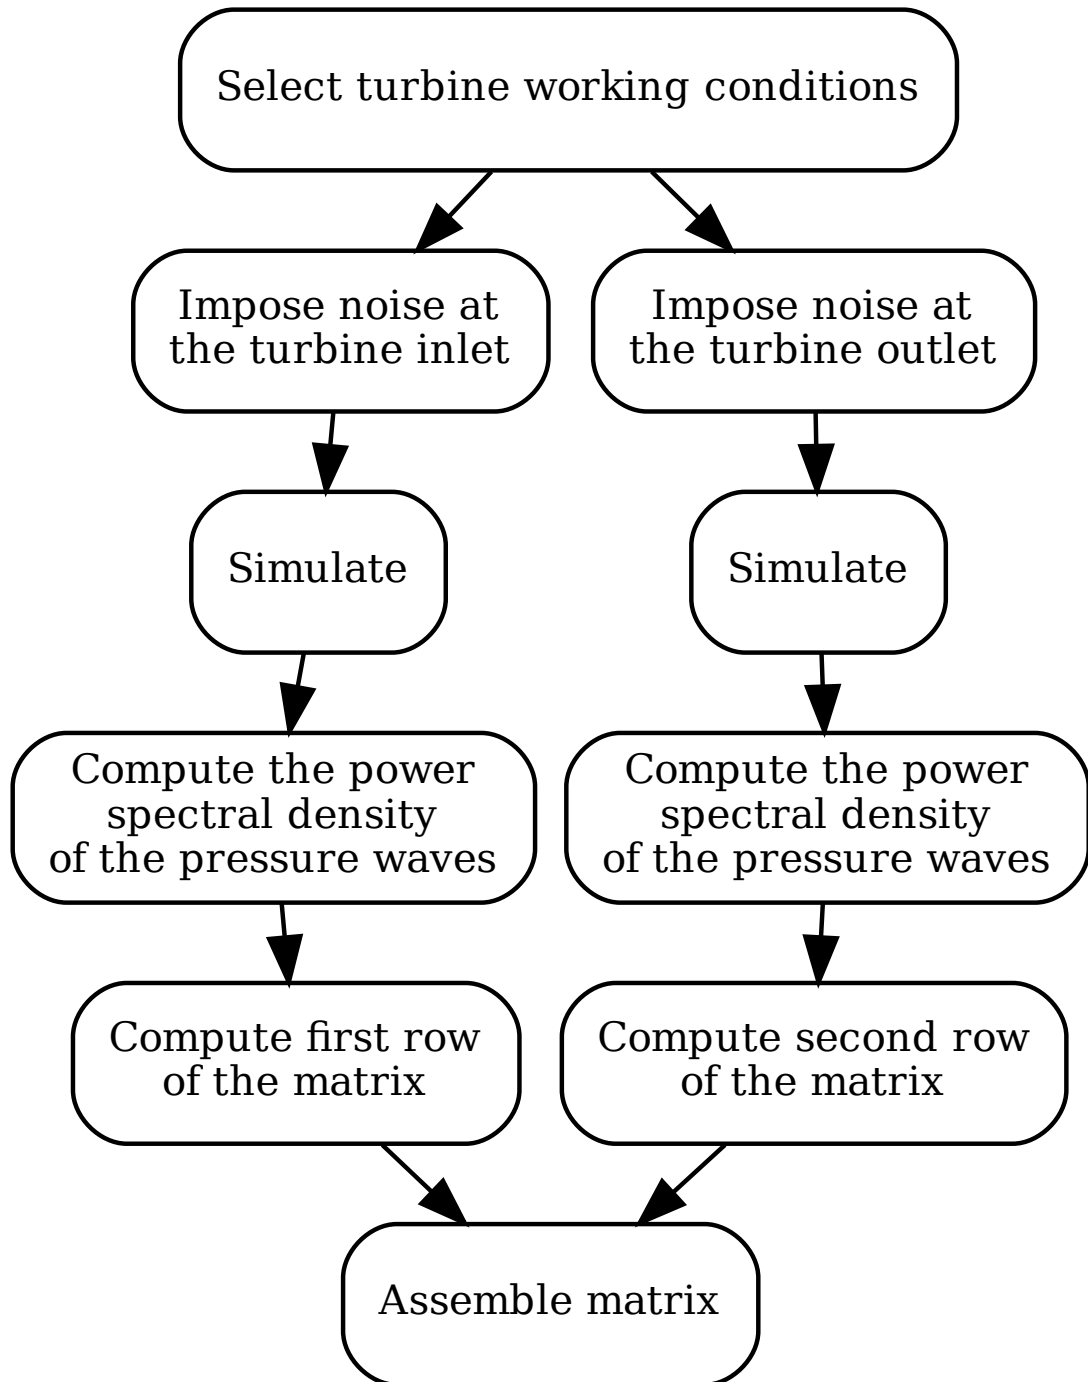 Select turbine working conditions
Impose noise at
the turbine inlet
Impose noise at
the turbine outlet
Simulate
Simulate
Compute the power
spectral density
of the pressure waves
Compute the power
spectral density
of the pressure waves
Compute first row
of the matrix
Compute second row
of the matrix
Assemble matrix